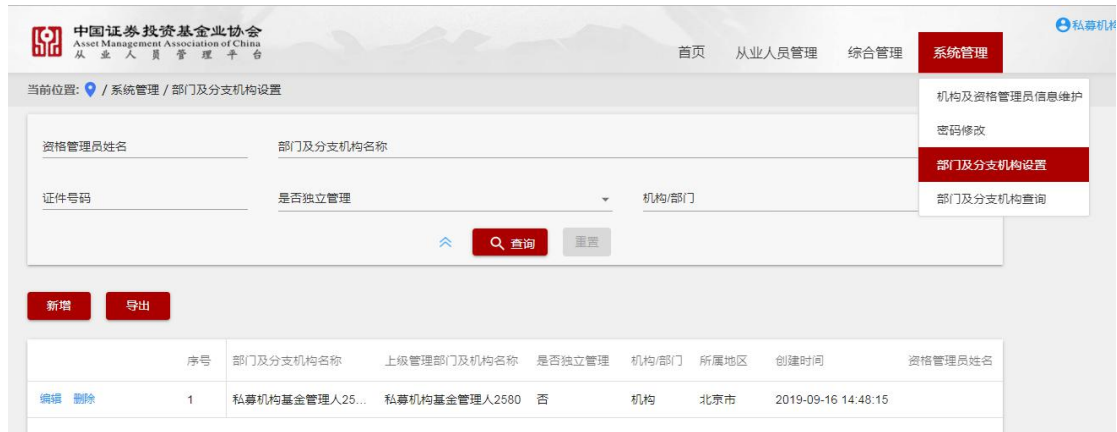 中国证券投资基金业协会
Asset Management Association of China
从业人员管理平台
私募机构
首页 从业人员管理 综合管理 系统管理
当前位置: / 系统管理 / 部门及分支机构设置
机构及资格管理员信息维护
密码修改
部门及分支机构设置
部门及分支机构查询
资格管理员姓名 部门及分支机构名称
证件号码 是否独立管理 机构/部门
查询 重置
新增 导出
序号 部门及分支机构名称 上级管理部门及机构名称 是否独立管理 机构/部门 所属地区 创建时间 资格管理员姓名
编辑 删除 1 私募机构基金管理人25... 私募机构基金管理人2580 否 机构 北京市 2019-09-16 14:48:15